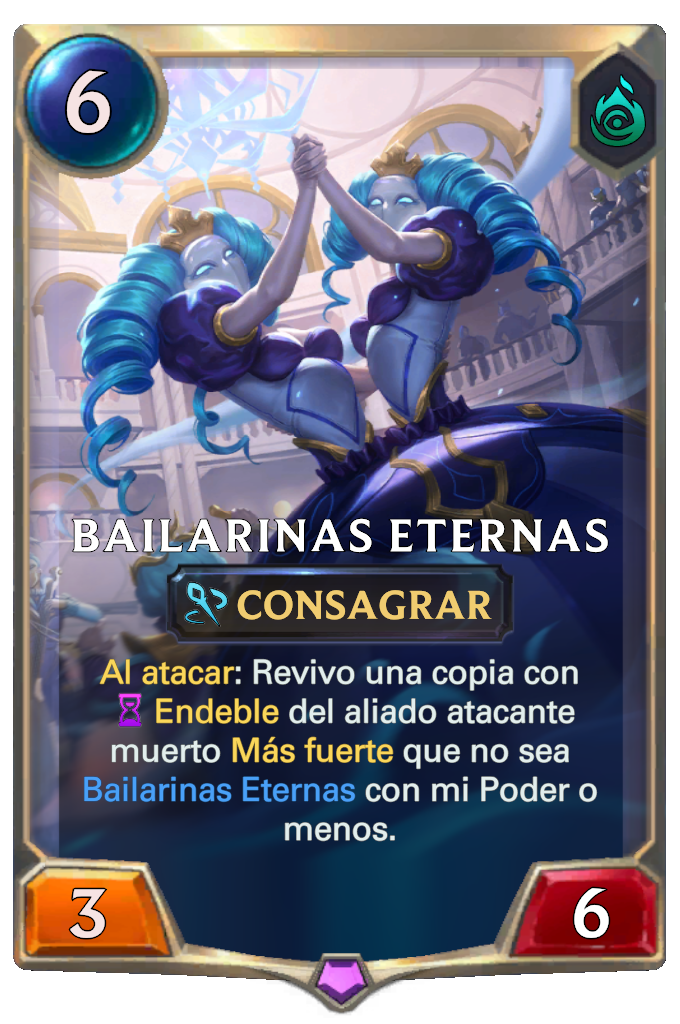 6
BAILARINAS ETERNAS
CONSAGRAR
Al atacar: Revivo una copia con
Endeble del aliado atacante
muerto Más fuerte que no sea
Bailarinas Eternas con mi Poder o
menos.
3
6